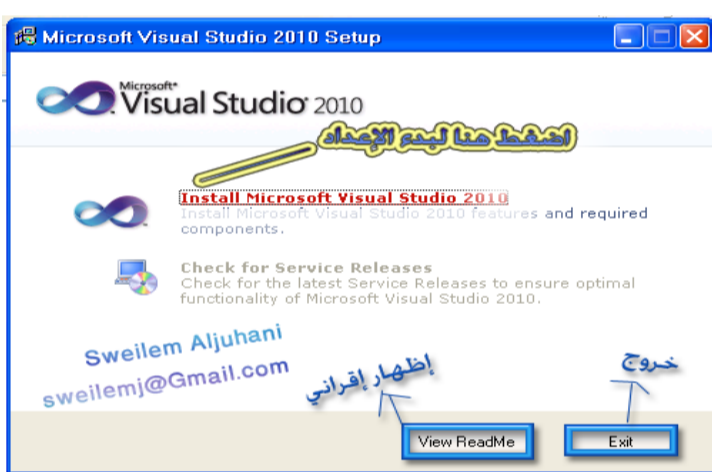 Microsoft Visual Studio 2010 Setup
Microsoft®
Visual Studio® 2010
اضغط هنا لبدء الإعداد
Install Microsoft Visual Studio 2010
Install Microsoft Visual Studio 2010 features and required
components.
Check for Service Releases
Check for the latest Service Releases to ensure optimal
functionality of Microsoft Visual Studio 2010.
Sweilem Aljuhani
sweilemj@Gmail.com
إظهار إقراني
خروج
View ReadMe
Exit